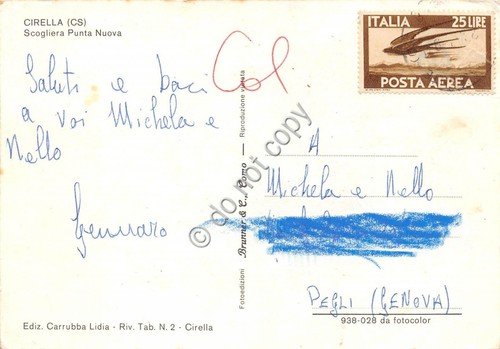 CIRELLA (CS)
Scogliera Punta Nuova
Saluti e baci
a voi Michela e
Nello
Gennaro
Ediz. Carrubba Lidia - Riv. Tab. N. 2 - Cirella
Fotoedizioni Brunner & C., Como - Riproduzione vietata
do not copy
Col
ITALIA 25 LIRE
POSTA AEREA
A
Michela e Nello
PEGLI (GENOVA)
938-028 da fotocolor